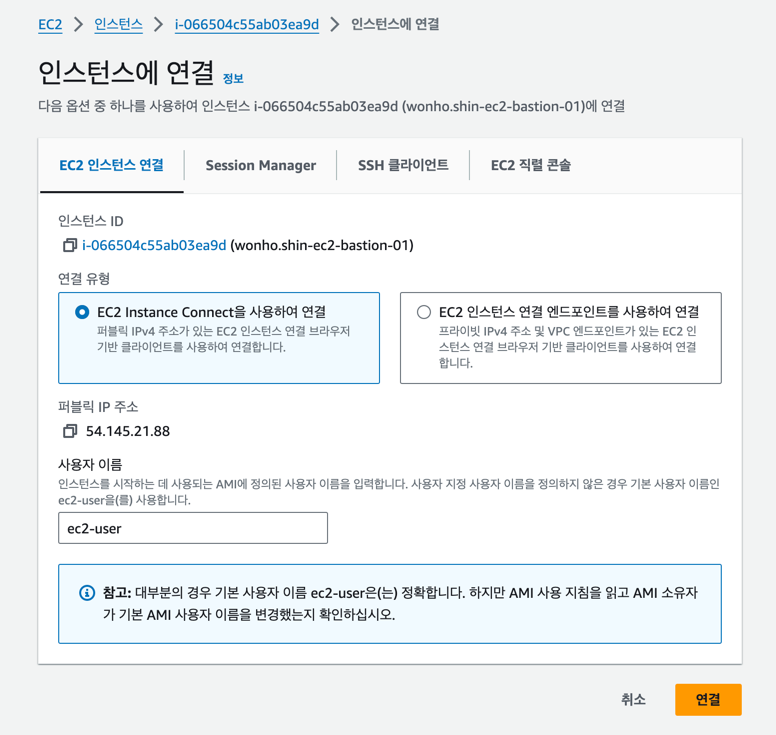 EC2 > 인스턴스 > i-066504c55ab03ea9d > 인스턴스에 연결
인스턴스에 연결 정보
다음 옵션 중 하나를 사용하여 인스턴스 i-066504c55ab03ea9d (wonho.shin-ec2-bastion-01)에 연결
EC2 인스턴스 연결 Session Manager SSH 클라이언트 EC2 직렬 콘솔
인스턴스 ID
i-066504c55ab03ea9d (wonho.shin-ec2-bastion-01)
연결 유형
EC2 Instance Connect을 사용하여 연결
퍼블릭 IPv4 주소가 있는 EC2 인스턴스 연결 브라우저
기반 클라이언트를 사용하여 연결합니다.
EC2 인스턴스 연결 엔드포인트를 사용하여 연결
프라이빗 IPv4 주소 및 VPC 엔드포인트가 있는 EC2 인
스턴스 연결 브라우저 기반 클라이언트를 사용하여 연결
합니다.
퍼블릭 IP 주소
54.145.21.88
사용자 이름
인스턴스를 시작하는 데 사용되는 AMI에 정의된 사용자 이름을 입력합니다. 사용자 지정 사용자 이름을 정의하지 않은 경우 기본 사용자 이름인
ec2-user을(를) 사용합니다.
ec2-user
참고: 대부분의 경우 기본 사용자 이름 ec2-user은(는) 정확합니다. 하지만 AMI 사용 지침을 읽고 AMI 소유자
가 기본 AMI 사용자 이름을 변경했는지 확인하십시오.
취소 연결